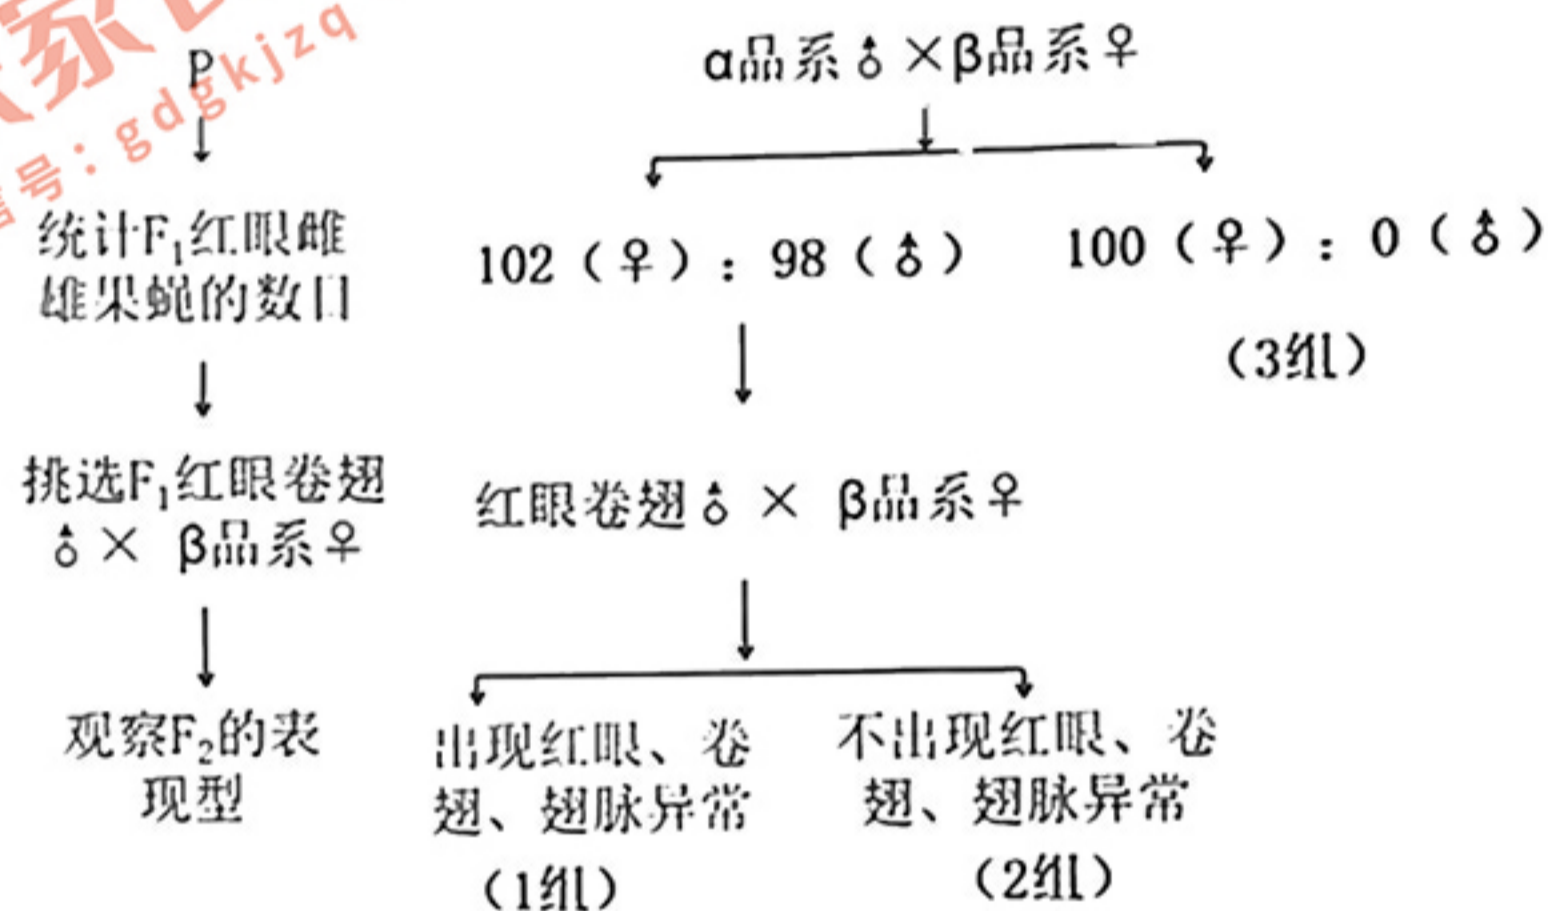 家
信号：gdgkjzq
P
统计F₁红眼雌
雄果蝇的数目
挑选F₁红眼卷翅
♂× β品系♀
观察F₂的表
现型
α品系♂×β品系♀
102（♀）：98（♂）
100（♀）：0（♂）
（3组）
红眼卷翅♂× β品系♀
出现红眼、卷
翅、翅脉异常
（1组）
不出现红眼、卷
翅、翅脉异常
（2组）